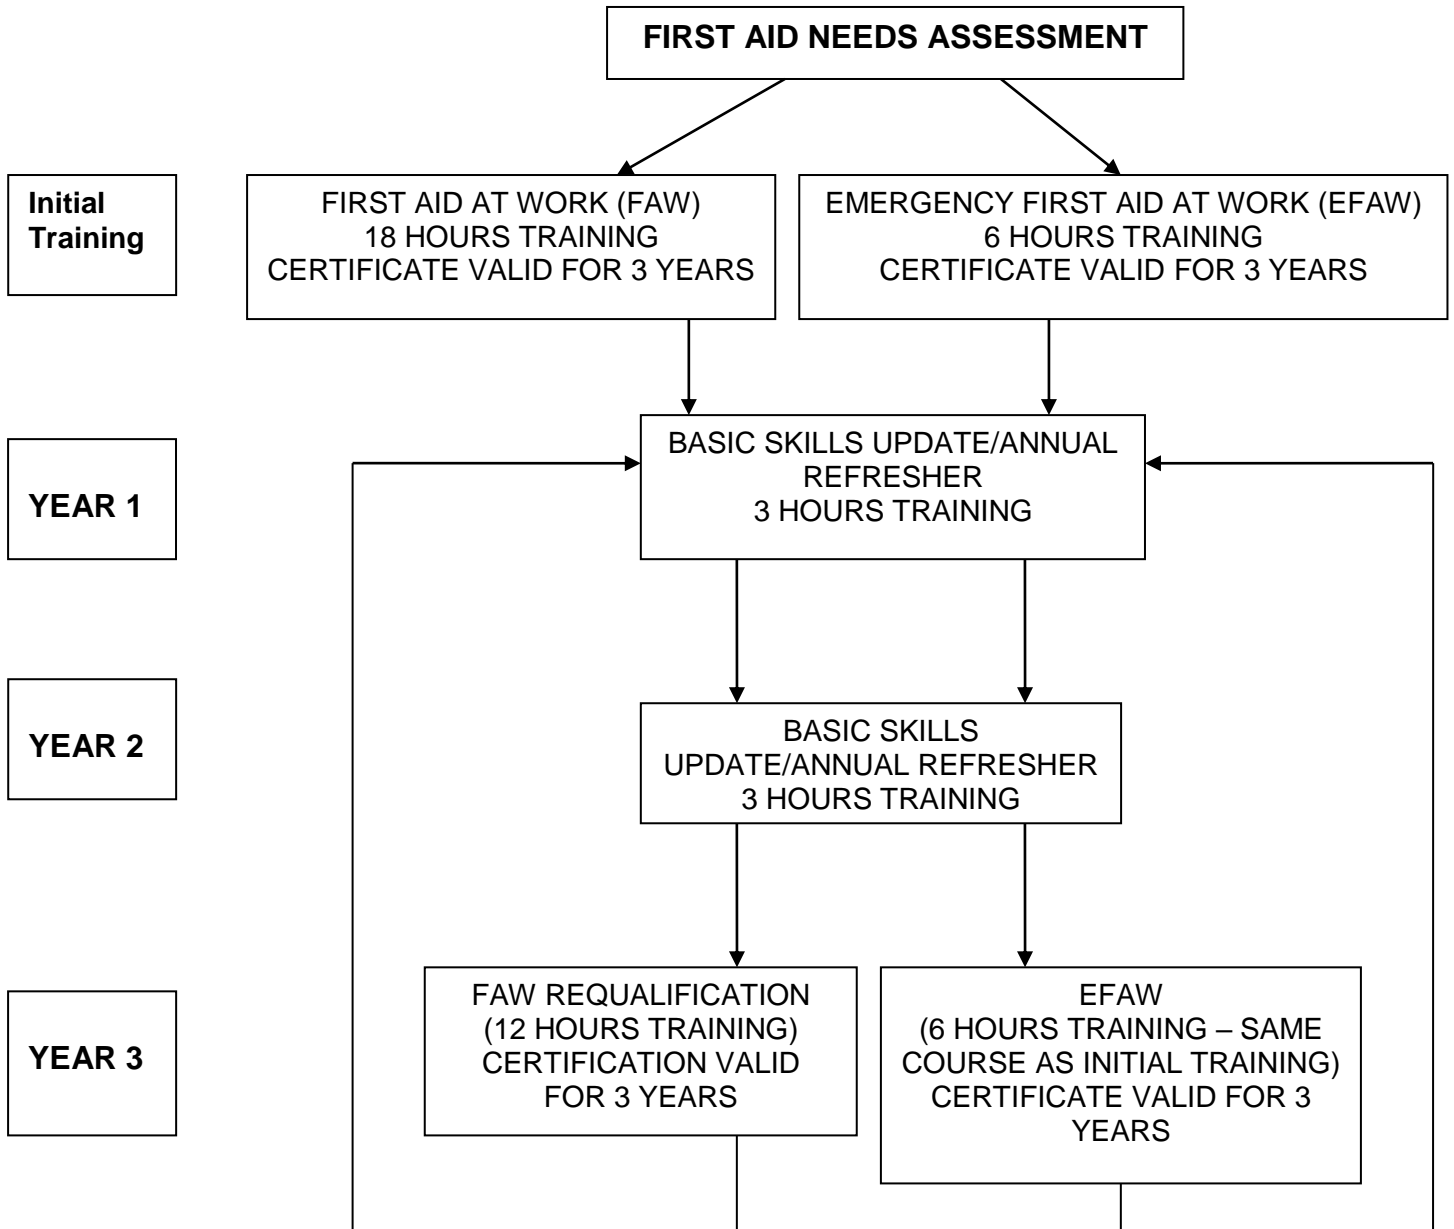 FIRST AID NEEDS ASSESSMENT
Initial
Training
FIRST AID AT WORK (FAW)
18 HOURS TRAINING
CERTIFICATE VALID FOR 3 YEARS
EMERGENCY FIRST AID AT WORK (EFAW)
6 HOURS TRAINING
CERTIFICATE VALID FOR 3 YEARS
YEAR 1
BASIC SKILLS UPDATE/ANNUAL
REFRESHER
3 HOURS TRAINING
YEAR 2
BASIC SKILLS
UPDATE/ANNUAL REFRESHER
3 HOURS TRAINING
YEAR 3
FAW REQUALIFICATION
(12 HOURS TRAINING)
CERTIFICATION VALID
FOR 3 YEARS
EFAW
(6 HOURS TRAINING – SAME
COURSE AS INITIAL TRAINING)
CERTIFICATE VALID FOR 3
YEARS